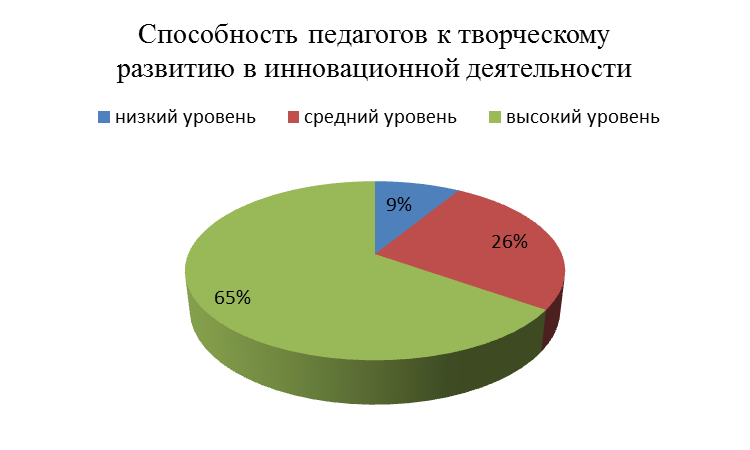 Способность педагогов к творческому
развитию в инновационной деятельности
низкий уровень средний уровень высокий уровень
9%
26%
65%